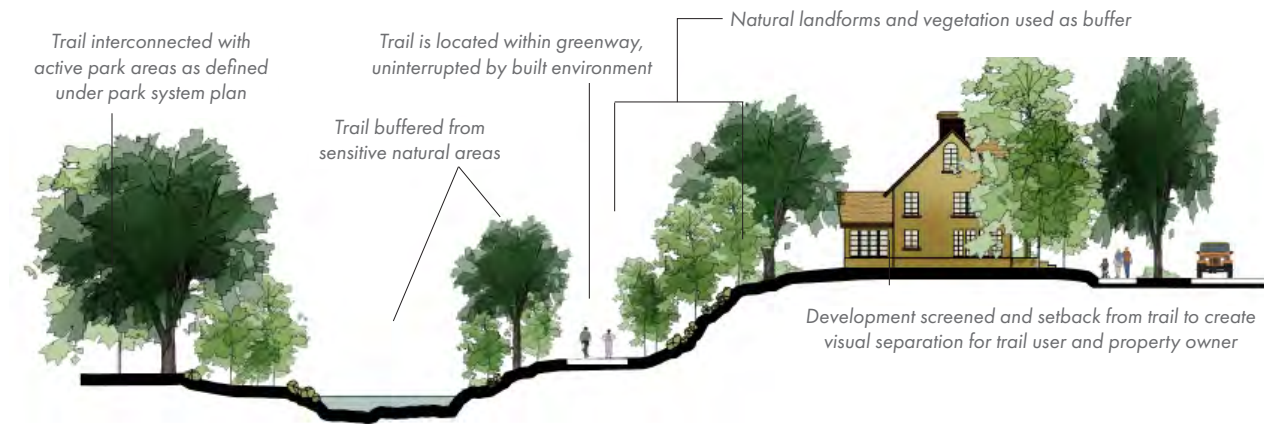 Natural landforms and vegetation used as buffer
Trail interconnected with
active park areas as defined
under park system plan
Trail is located within greenway,
uninterrupted by built environment
Trail buffered from
sensitive natural areas
Development screened and setback from trail to create
visual separation for trail user and property owner